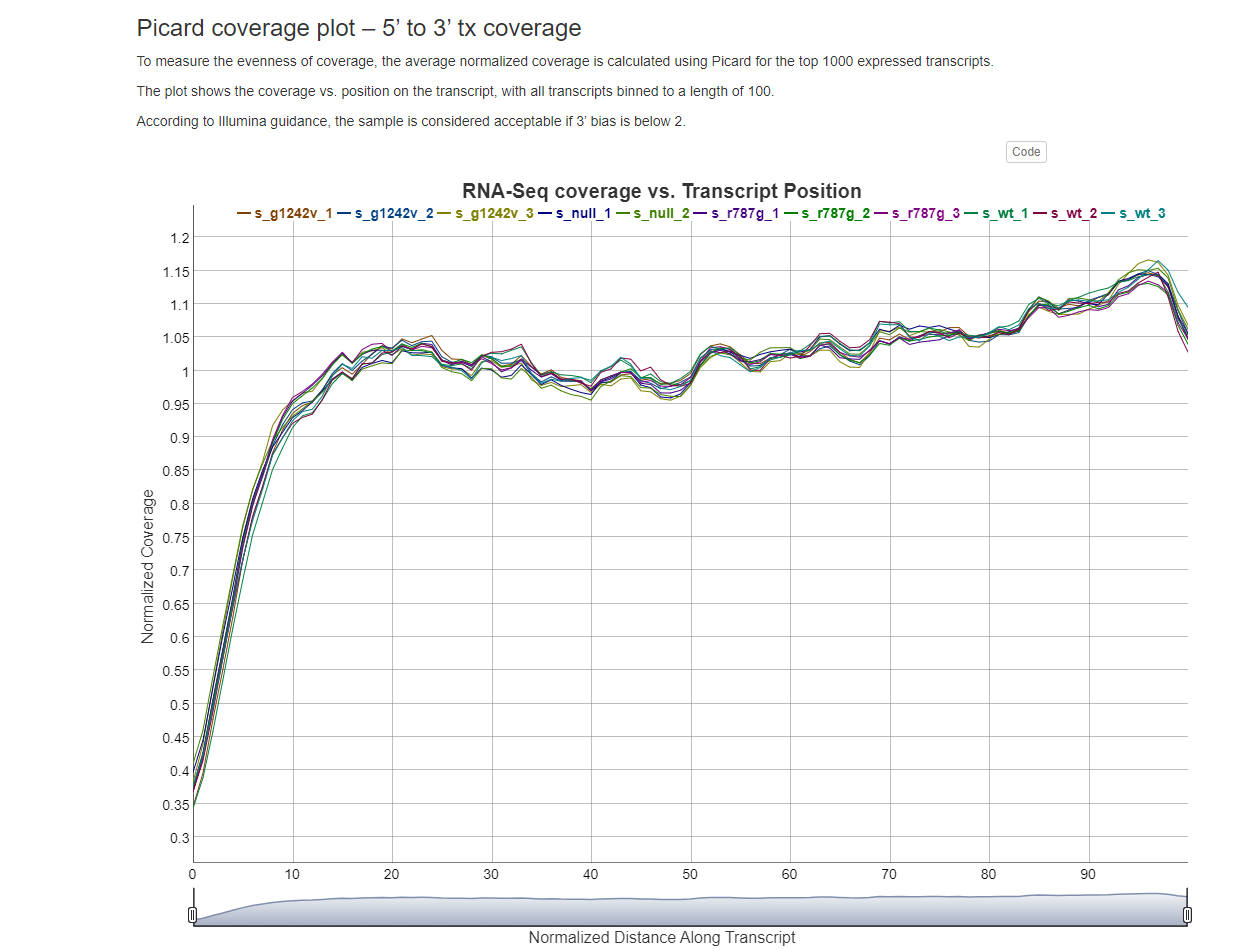 Picard coverage plot – 5’ to 3’ tx coverage
To measure the evenness of coverage, the average normalized coverage is calculated using Picard for the top 1000 expressed transcripts.
The plot shows the coverage vs. position on the transcript, with all transcripts binned to a length of 100.
According to Illumina guidance, the sample is considered acceptable if 3’ bias is below 2.
Code
RNA-Seq coverage vs. Transcript Position
s_g1242v_1 s_g1242v_2 s_g1242v_3 s_null_1 s_null_2 s_r787g_1 s_r787g_2 s_r787g_3 s_wt_1 s_wt_2 s_wt_3
1.2
1.15
1.1
1.05
1
0.95
0.9
0.85
0.8
0.75
0.7
0.65
0.6
0.55
0.5
0.45
0.4
0.35
0.3
Normalized Coverage
0 10 20 30 40 50 60 70 80 90
Normalized Distance Along Transcript